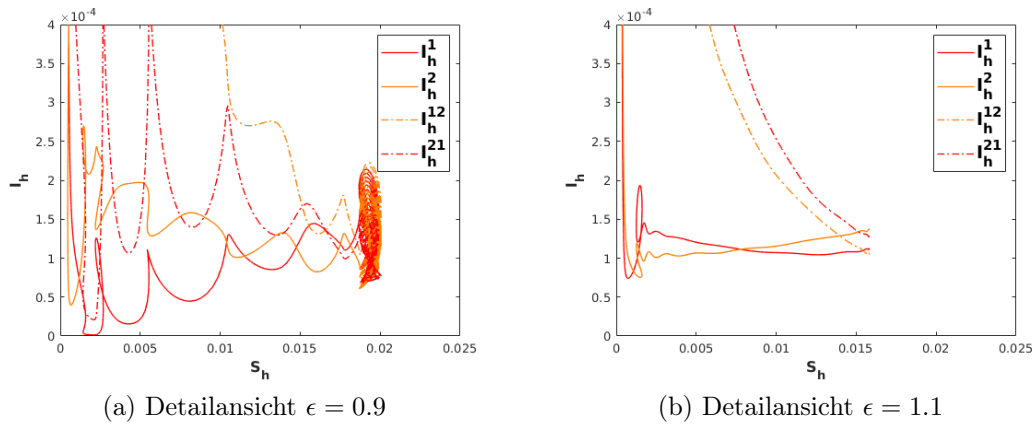 ×10⁻⁴
4
3.5
3
2.5
2
1.5
1
0.5
0
I_h
0 0.005 0.01 0.015 0.02 0.025
S_h
I_h^1
I_h^2
I_h^12
I_h^21
(a) Detailansicht ϵ = 0.9
×10⁻⁴
4
3.5
3
2.5
2
1.5
1
0.5
0
I_h
0 0.005 0.01 0.015 0.02 0.025
S_h
I_h^1
I_h^2
I_h^12
I_h^21
(b) Detailansicht ϵ = 1.1